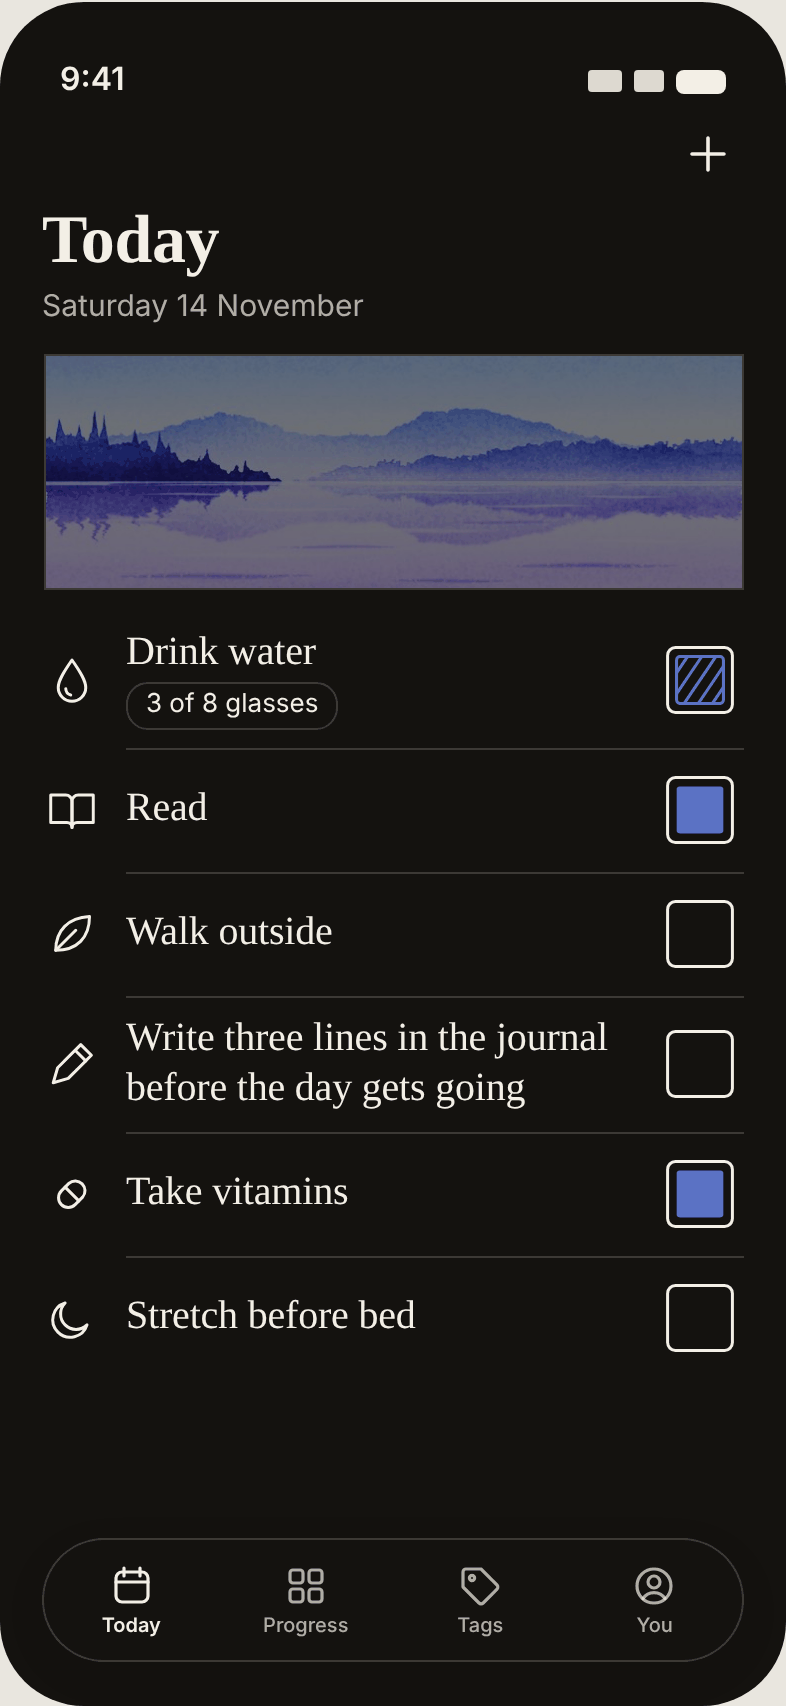 9:41
Today
Saturday 14 November
Drink water
3 of 8 glasses
Read
Walk outside
Write three lines in the journal
before the day gets going
Take vitamins
Stretch before bed
Today
Progress
Tags
You